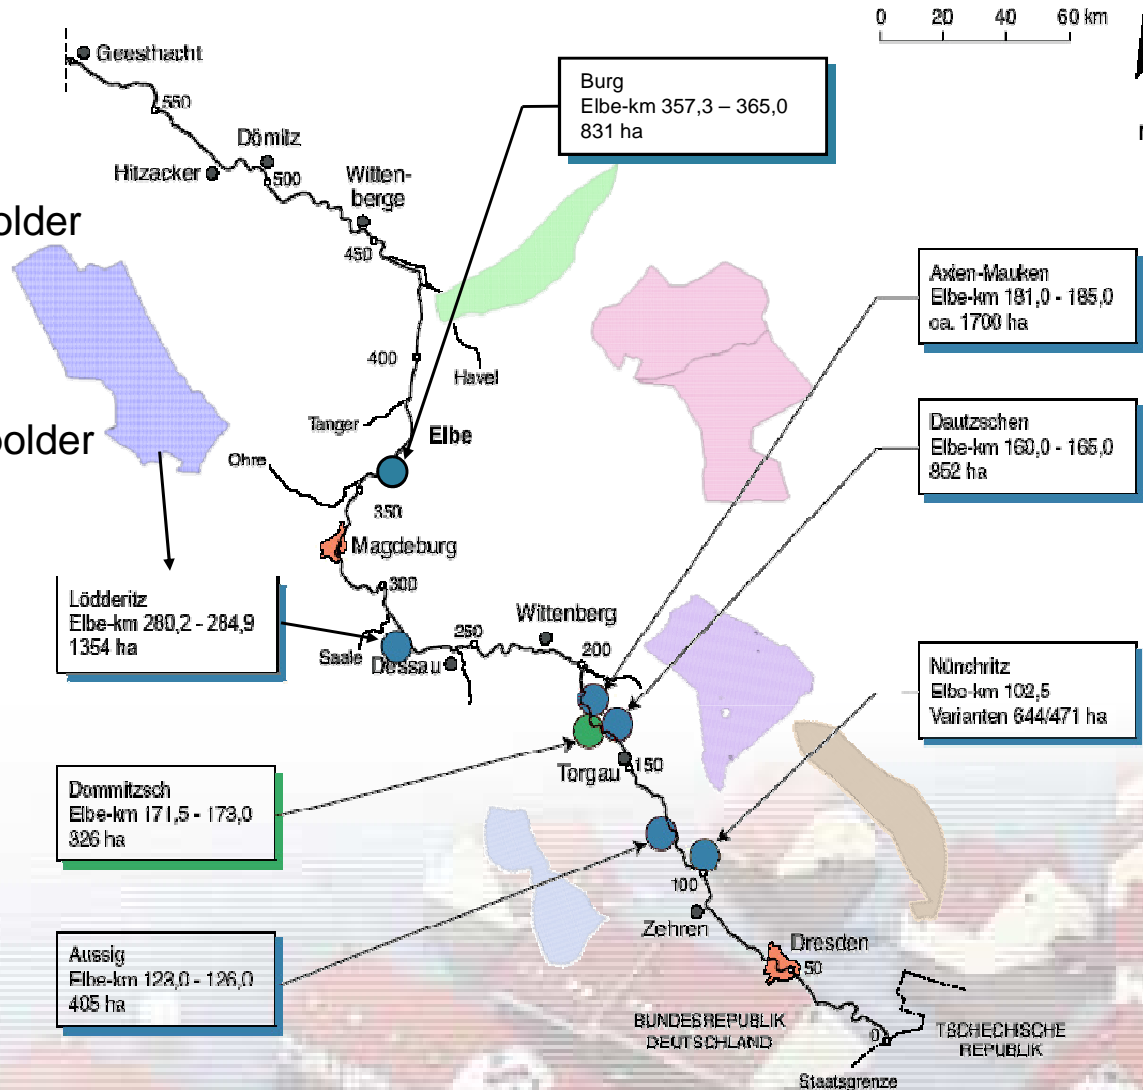 0 20 40 60 km
Geesthacht
550
Dömitz
Hitzacker
500
Witten-
berge
450
Burg
Elbe-km 357,3 – 365,0
831 ha
older
400
Havel
Tanger
Elbe
older
Ohre
350
Magdeburg
300
Axien-Mauken
Elbe-km 181,0 - 185,0
ca. 1700 ha
Dautzschen
Elbe-km 160,0 - 165,0
852 ha
Lödderitz
Elbe-km 280,2 - 284,9
1354 ha
Saale
Dessau
250
Wittenberg
200
Nünchritz
Elbe-km 102,5
Varianten 644/471 ha
Torgau
150
Dommitzsch
Elbe-km 171,5 - 173,0
326 ha
100
Zehren
Dresden
50
Aussig
Elbe-km 123,0 - 126,0
405 ha
BUNDESREPUBLIK
DEUTSCHLAND
0
TSCHECHISCHE
REPUBLIK
Staatsgrenze